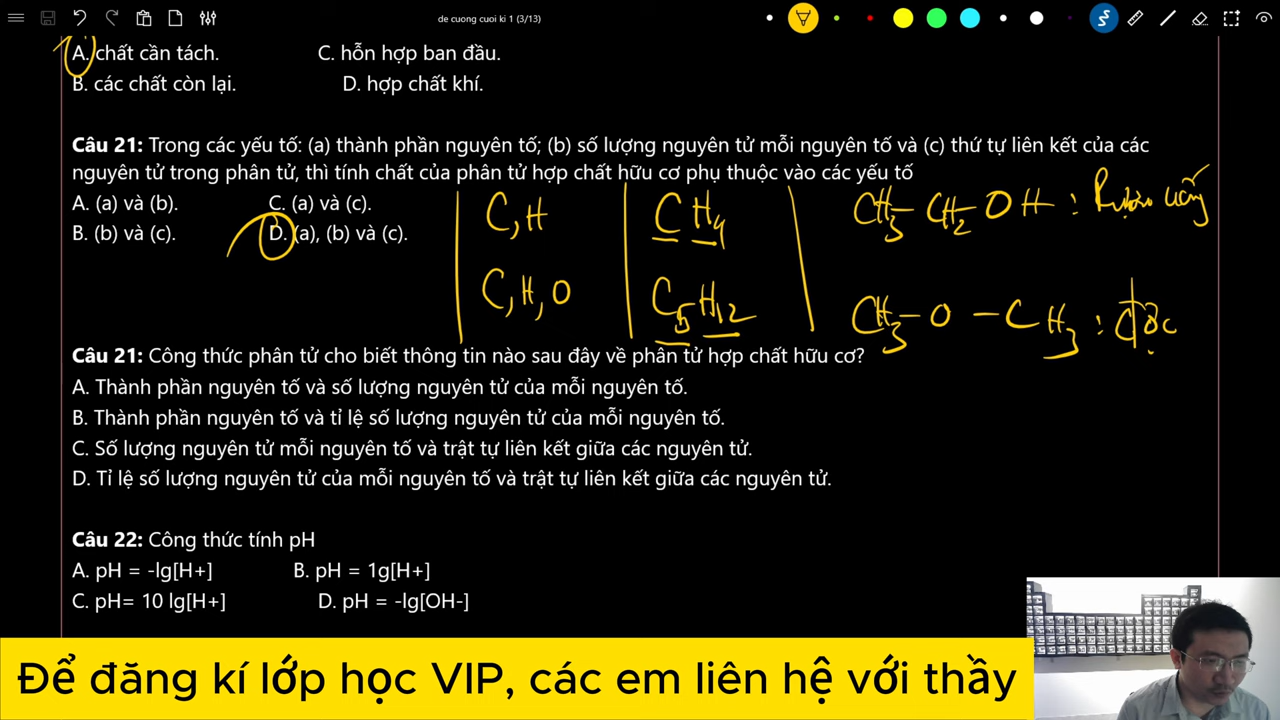 de cuong cuoi ki 1 (3/13)
A. chất cần tách. C. hỗn hợp ban đầu.
B. các chất còn lại. D. hợp chất khí.
Câu 21: Trong các yếu tố: (a) thành phần nguyên tố; (b) số lượng nguyên tử mỗi nguyên tố và (c) thứ tự liên kết của các
nguyên tử trong phân tử, thì tính chất của phân tử hợp chất hữu cơ phụ thuộc vào các yếu tố
A. (a) và (b). C. (a) và (c).
B. (b) và (c). D. (a), (b) và (c).
C, H
C, H, O
CH4
C5H12
CH3 - CH2 OH : Rượu uống
CH3 - O - CH3 : độc
Câu 21: Công thức phân tử cho biết thông tin nào sau đây về phân tử hợp chất hữu cơ?
A. Thành phần nguyên tố và số lượng nguyên tử của mỗi nguyên tố.
B. Thành phần nguyên tố và tỉ lệ số lượng nguyên tử của mỗi nguyên tố.
C. Số lượng nguyên tử mỗi nguyên tố và trật tự liên kết giữa các nguyên tử.
D. Tỉ lệ số lượng nguyên tử của mỗi nguyên tố và trật tự liên kết giữa các nguyên tử.
Câu 22: Công thức tính pH
A. pH = -lg[H+] B. pH = 1g[H+]
C. pH= 10 lg[H+] D. pH = -lg[OH-]
Để đăng kí lớp học VIP, các em liên hệ với thầy